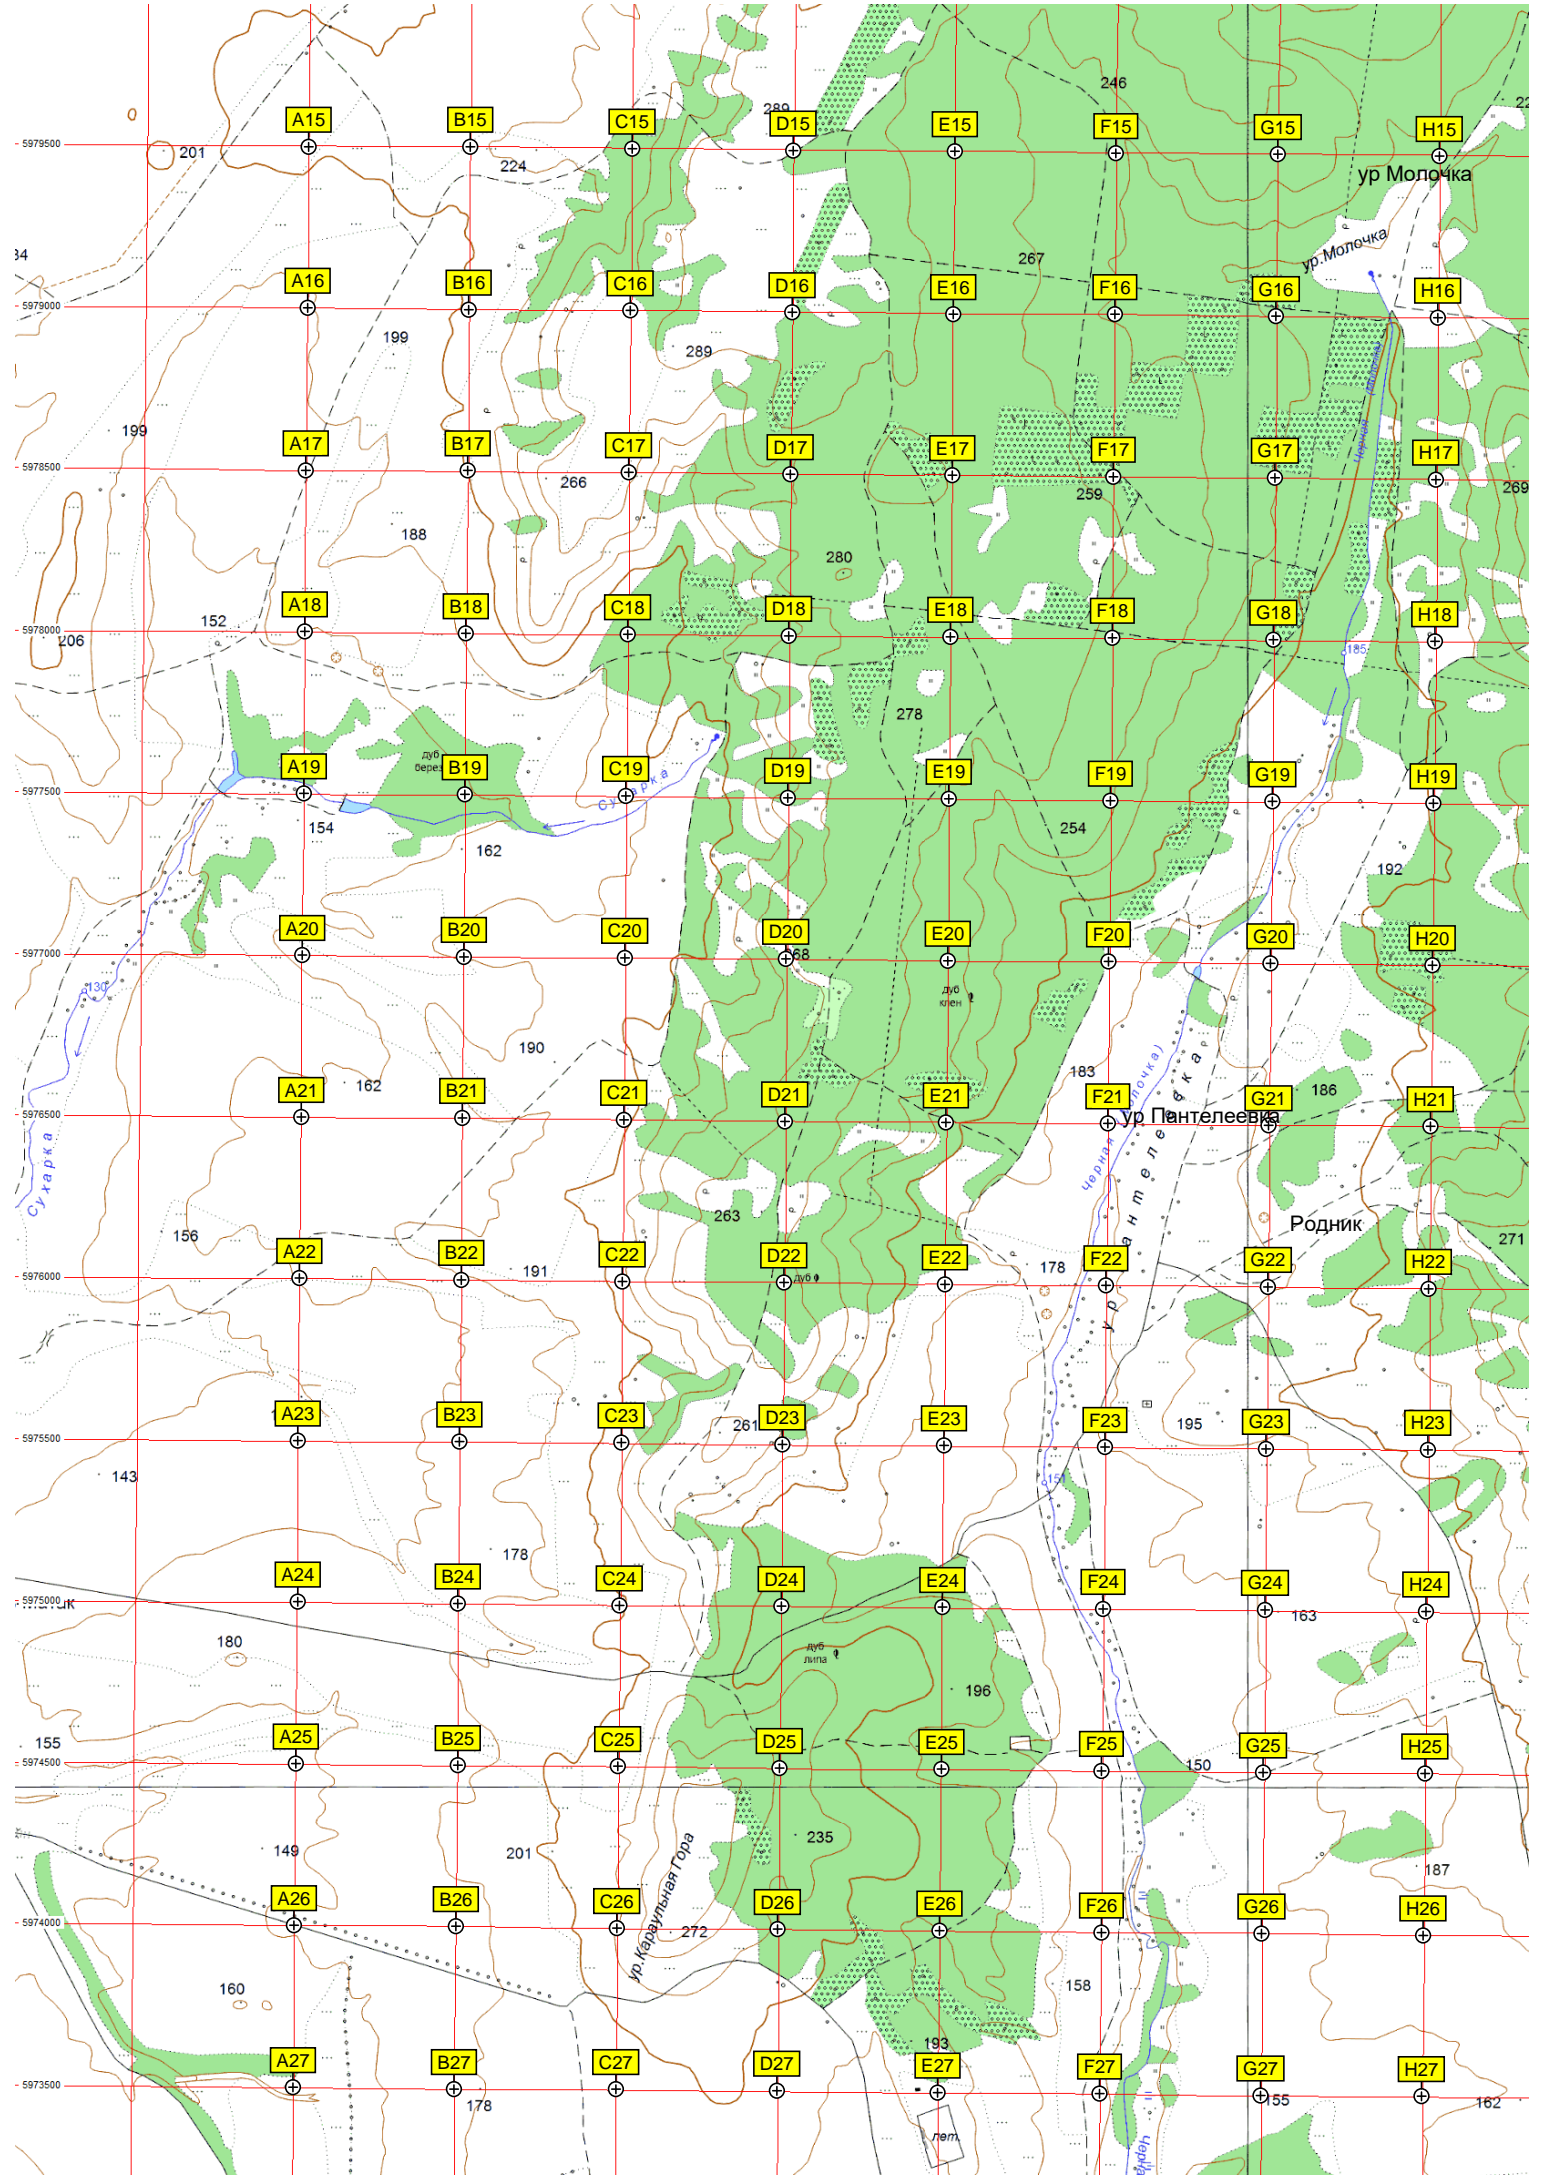 246
289
A15 B15 C15 D15 E15 F15 G15 H15
5979500
201
224
ур Молочка
ур.Молочка
267
A16 B16 C16 D16 E16 F16 G16 H16
5979000
199
289
(Молочка)
Черная
199
A17 B17 C17 D17 E17 F17 G17 H17
5978500
266
259
269
188
280
A18 B18 C18 D18 E18 F18 G18 H18
5978000
152
206
185
278
дуб
берез
A19 B19 C19 D19 E19 F19 G19 H19
5977500
Сухарка
154
254
162
192
A20 B20 C20 D20 E20 F20 G20 H20
5977000
130
дуб
клен
190
162
183
186
A21 B21 C21 D21 E21 F21 G21 H21
5976500
ур Пантелеевка
Сухарка
Черная
263
156
Родник
271
A22 B22 C22 D22 E22 F22 G22 H22
5976000
191
дуб
178
A23 B23 C23 D23 E23 F23 G23 H23
5975500
261
195
143
151
178
A24 B24 C24 D24 E24 F24 G24 H24
5975000
163
180
дуб
липа
196
155
A25 B25 C25 D25 E25 F25 G25 H25
5974500
150
235
149
201
187
ур.Караульная Гора
A26 B26 C26 D26 E26 F26 G26 H26
5974000
272
160
158
193
A27 B27 C27 D27 E27 F27 G27 H27
5973500
178
155
162
лет.